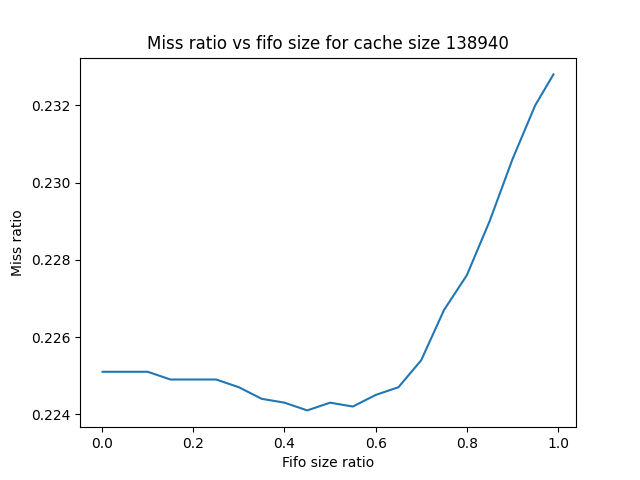 Miss ratio vs fifo size for cache size 138940
0.232
0.230
0.228
0.226
0.224
Miss ratio
0.0 0.2 0.4 0.6 0.8 1.0
Fifo size ratio